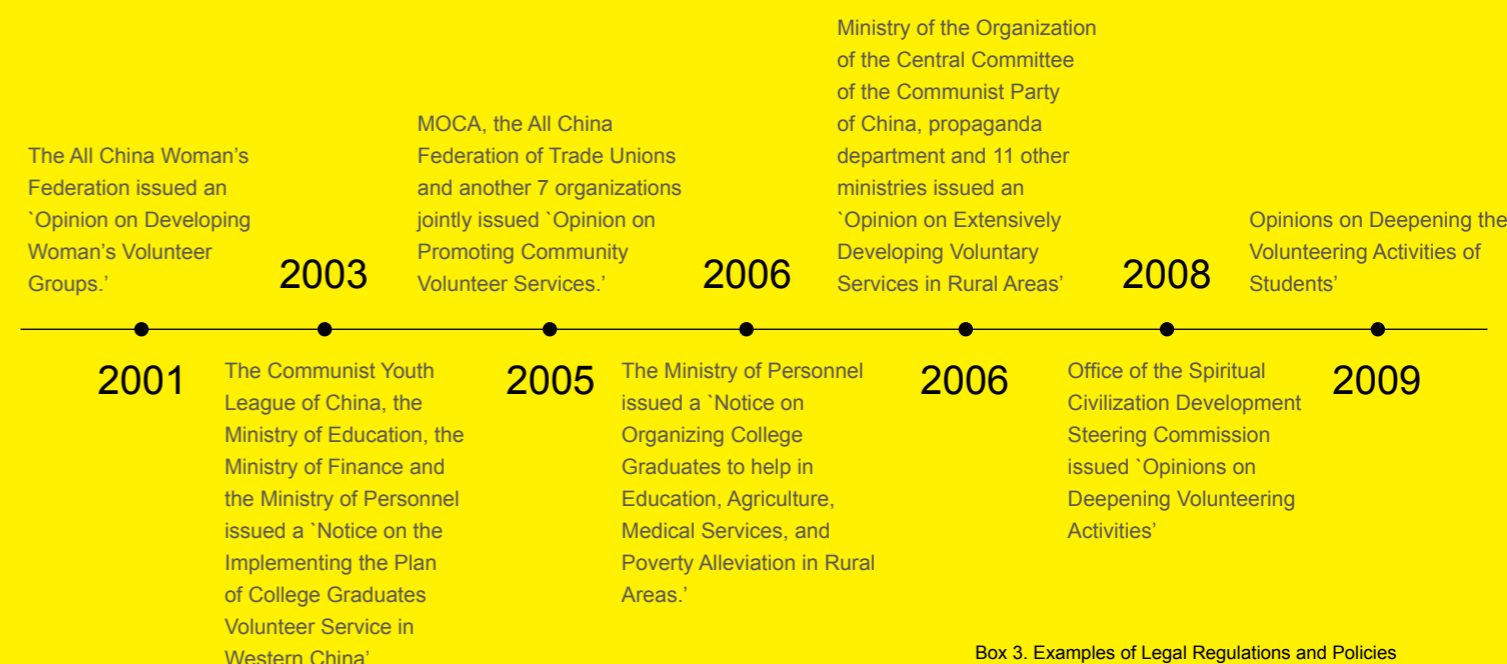 The All China Woman's
Federation issued an
`Opinion on Developing
Woman's Volunteer
Groups.'
2001
2003
The Communist Youth
League of China, the
Ministry of Education, the
Ministry of Finance and
the Ministry of Personnel
issued a `Notice on the
Implementing the Plan
of College Graduates
Volunteer Service in
Western China'
MOCA, the All China
Federation of Trade Unions
and another 7 organizations
jointly issued `Opinion on
Promoting Community
Volunteer Services.'
2005
2006
The Ministry of Personnel
issued a `Notice on
Organizing College
Graduates to help in
Education, Agriculture,
Medical Services, and
Poverty Alleviation in Rural
Areas.'
Ministry of the Organization
of the Central Committee
of the Communist Party
of China, propaganda
department and 11 other
ministries issued an
`Opinion on Extensively
Developing Voluntary
Services in Rural Areas'
2006
2008
Office of the Spiritual
Civilization Development
Steering Commission
issued `Opinions on
Deepening Volunteering
Activities'
Opinions on Deepening the
Volunteering Activities of
Students'
2009
Box 3. Examples of Legal Regulations and Policies